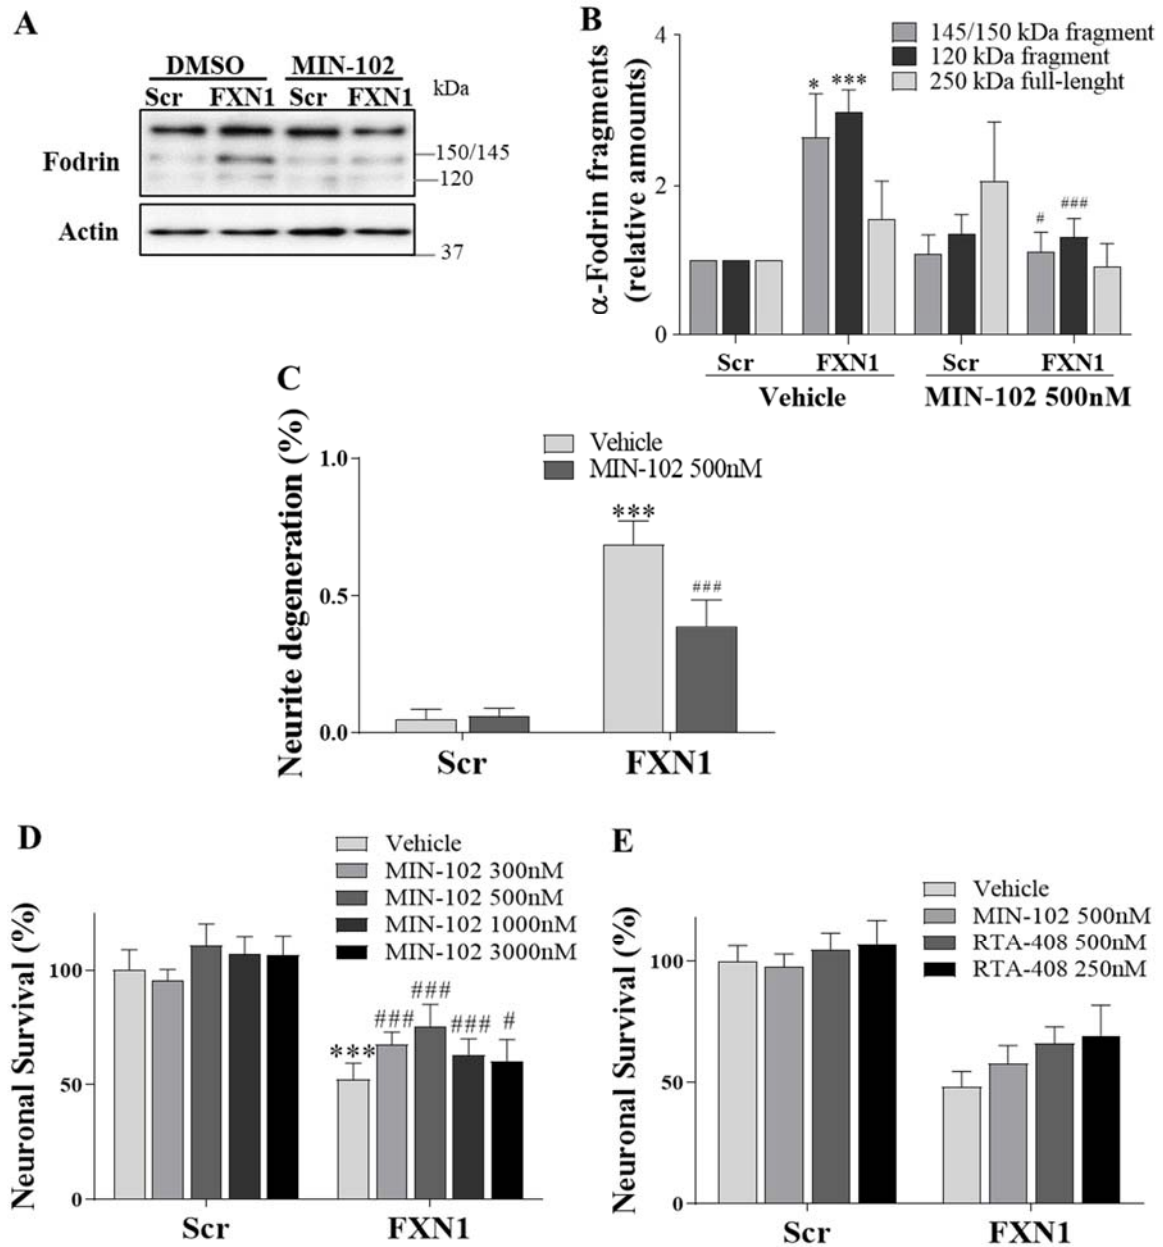 A
DMSO MIN-102
Scr FXN1 Scr FXN1 kDa
Fodrin
150/145
120
Actin
37
B
145/150 kDa fragment
120 kDa fragment
250 kDa full-lenght
α-Fodrin fragments
(relative amounts)
4
2
0
* ***
# ###
Scr FXN1 Scr FXN1
Vehicle MIN-102 500nM
C
Vehicle
MIN-102 500nM
Neurite degeneration (%)
1.0
0.5
0.0
***
###
Scr FXN1
D
Vehicle
MIN-102 300nM
MIN-102 500nM
MIN-102 1000nM
MIN-102 3000nM
Neuronal Survival (%)
100
50
0
*** ### ### ### #
Scr FXN1
E
Vehicle
MIN-102 500nM
RTA-408 500nM
RTA-408 250nM
Neuronal Survival (%)
100
50
0
Scr FXN1